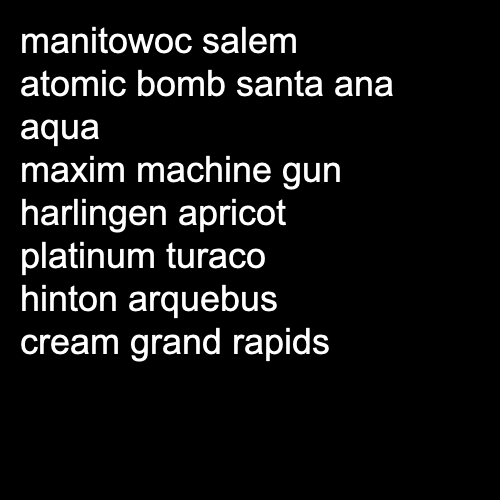 manitowoc salem
atomic bomb santa ana
aqua
maxim machine gun
harlingen apricot
platinum turaco
hinton arquebus
cream grand rapids